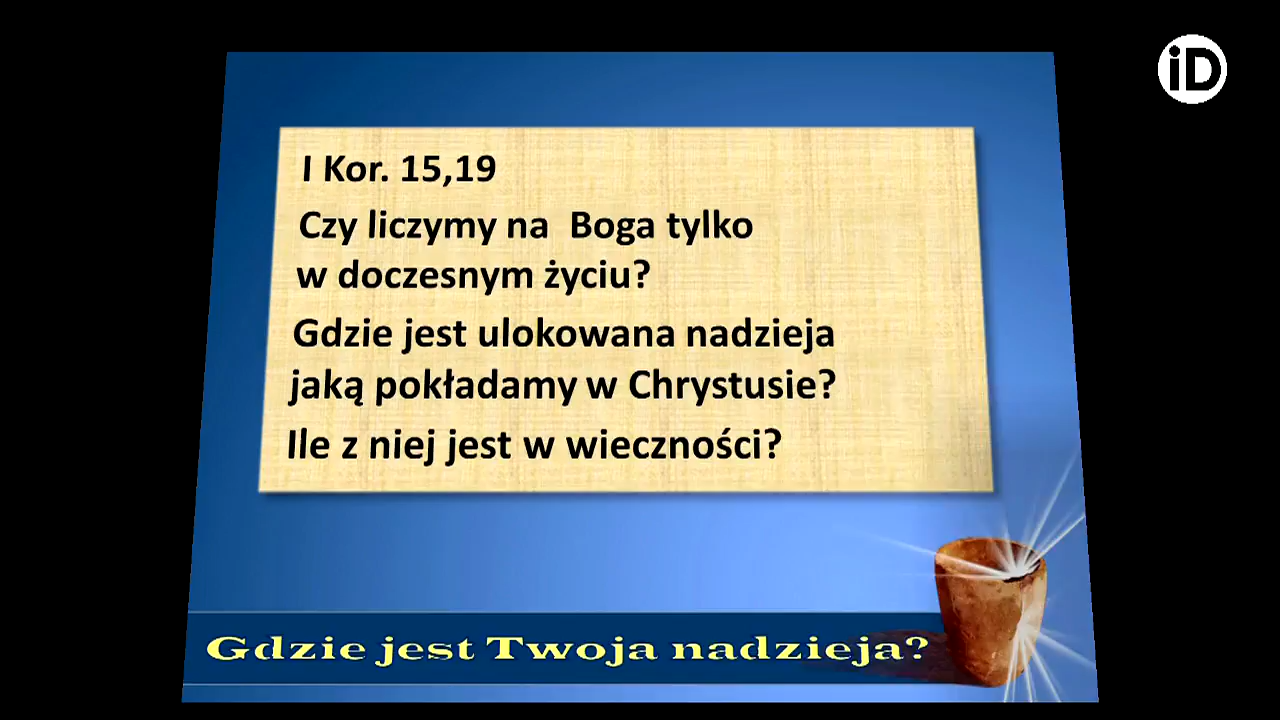 iD
I Kor. 15,19
Czy liczymy na  Boga tylko
w doczesnym życiu?
Gdzie jest ulokowana nadzieja
jaką pokładamy w Chrystusie?
Ile z niej jest w wieczności?
Gdzie jest Twoja nadzieja?